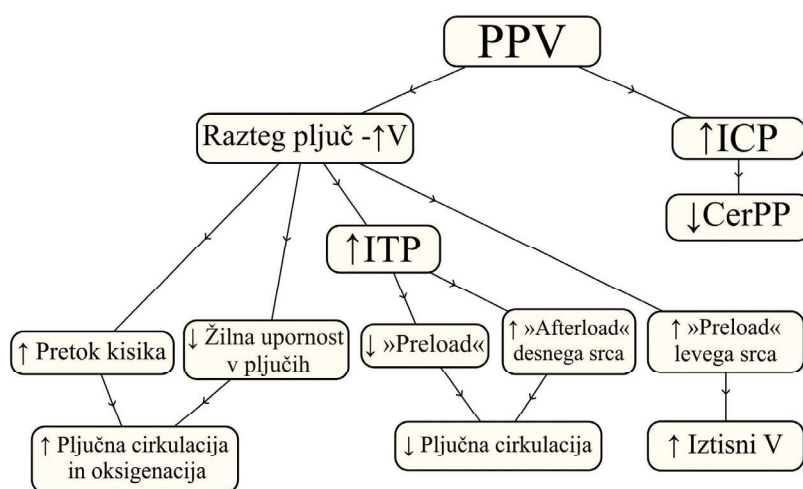 PPV
Razteg pljuč -↑V
↑ICP
↓CerPP
↑ITP
↑ Pretok kisika
↓ Žilna upornost
v pljučih
↓ »Preload«
↑ »Afterload«
desnega srca
↑ »Preload«
levega srca
↑ Pljučna cirkulacija
in oksigenacija
↓ Pljučna cirkulacija
↑ Iztisni V